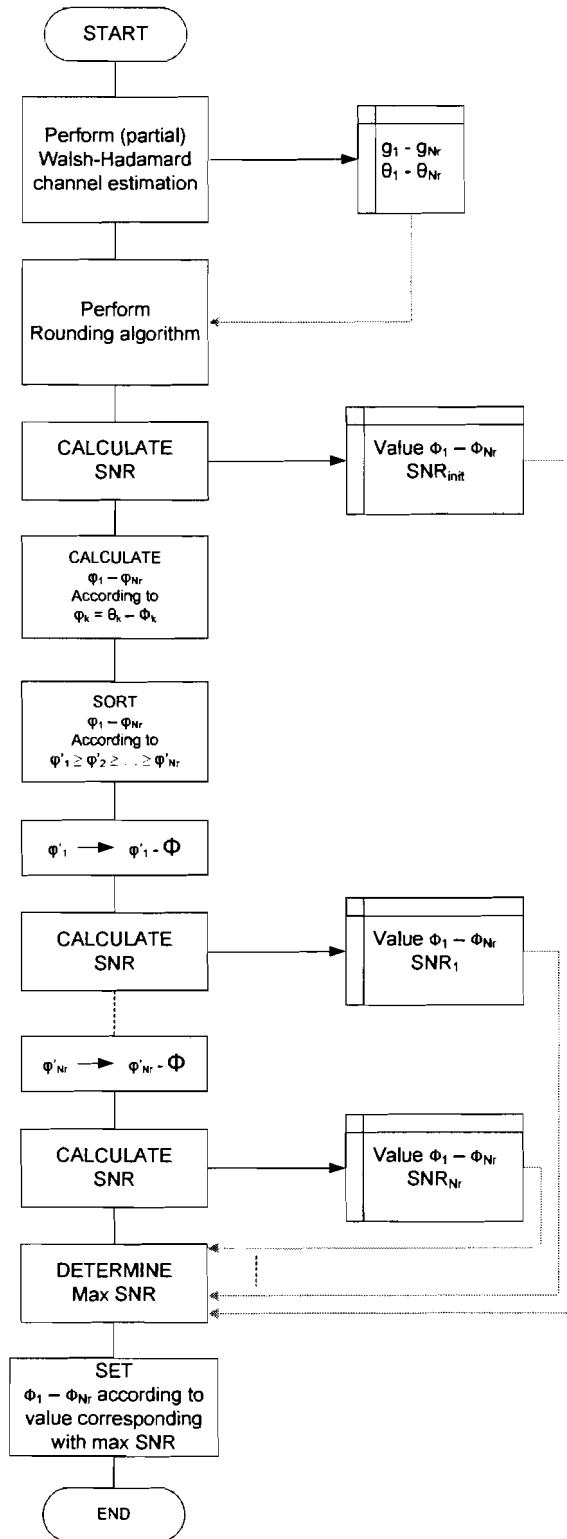 START
Perform (partial)
Walsh-Hadamard
channel estimation
g₁ - gNr
θ₁ - θNr
Perform
Rounding algorithm
CALCULATE
SNR
Value Φ₁ – ΦNr
SNRinit
CALCULATE
φ₁ – φNr
According to
φk = θk – Φk
SORT
φ₁ – φNr
According to
φ'₁ ≥ φ'₂ ≥ . . ≥ φ'Nr
φ'₁ → φ'₁ - Φ
CALCULATE
SNR
Value Φ₁ – ΦNr
SNR₁
φ'Nr → φ'Nr - Φ
CALCULATE
SNR
Value Φ₁ – ΦNr
SNRNr
DETERMINE
Max SNR
SET
Φ₁ – ΦNr according to
value corresponding
with max SNR
END